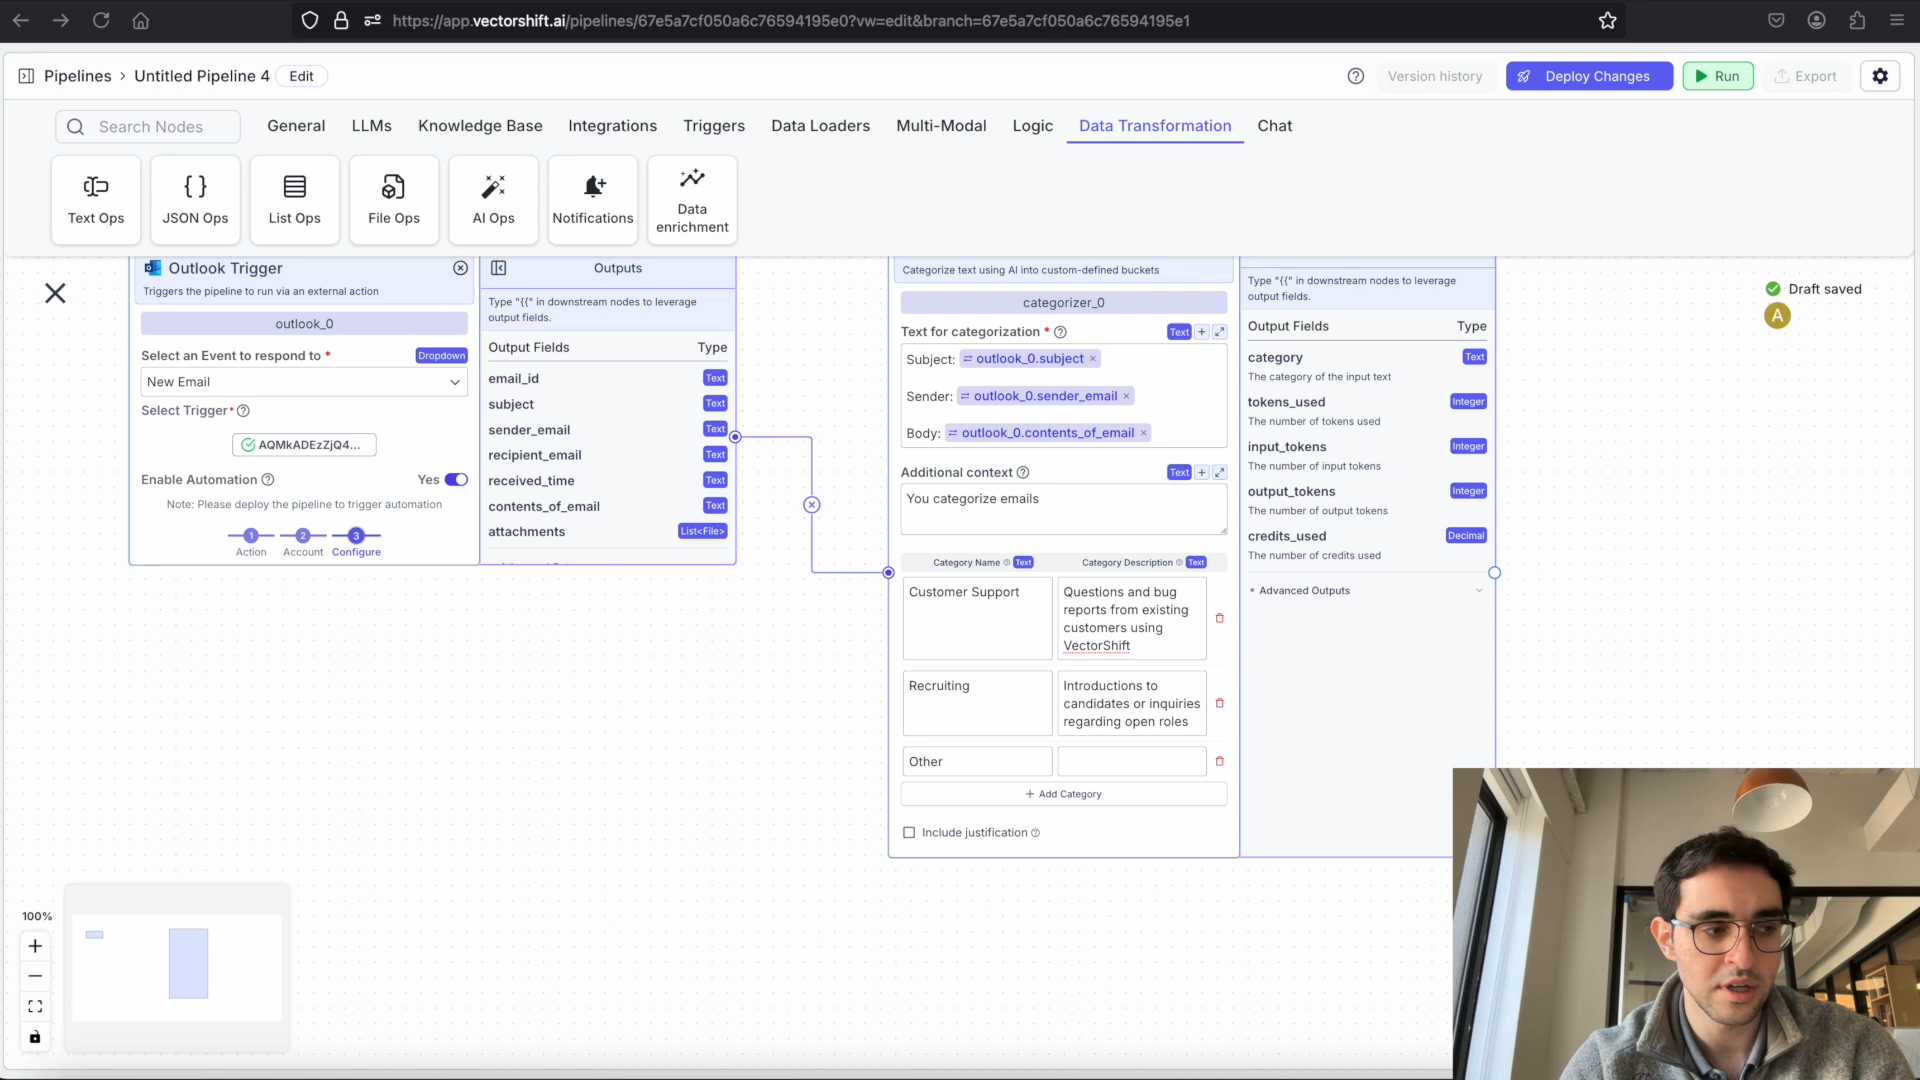 https://app.vectorshift.ai/pipelines/67e5a7cf050a6c76594195e0?vw=edit&branch=67e5a7cf050a6c76594195e1
Pipelines > Untitled Pipeline 4 Edit
Version history
Deploy Changes
Run
Export
Search Nodes
General
LLMs
Knowledge Base
Integrations
Triggers
Data Loaders
Multi-Modal
Logic
Data Transformation
Chat
Text Ops
JSON Ops
List Ops
File Ops
AI Ops
Notifications
Data
enrichment
Outlook Trigger
Triggers the pipeline to run via an external action
outlook_0
Select an Event to respond to *
Dropdown
New Email
Select Trigger*
AQMkADEzZjQ4...
Enable Automation
Yes
Note: Please deploy the pipeline to trigger automation
1 2 3
Action Account Configure
Outputs
Type "{{" in downstream nodes to leverage
output fields.
Output Fields Type
email_id Text
subject Text
sender_email Text
recipient_email Text
received_time Text
contents_of_email Text
attachments List<File>
Categorize text using AI into custom-defined buckets
categorizer_0
Text for categorization *
Text
Subject: outlook_0.subject ×
Sender: outlook_0.sender_email ×
Body: outlook_0.contents_of_email ×
Additional context
Text
You categorize emails
Category Name Text
Category Description Text
Customer Support
Questions and bug
reports from existing
customers using
VectorShift
Recruiting
Introductions to
candidates or inquiries
regarding open roles
Other
+ Add Category
Include justification
Type "{{" in downstream nodes to leverage
output fields.
Output Fields Type
category Text
The category of the input text
tokens_used Integer
The number of tokens used
input_tokens Integer
The number of input tokens
output_tokens Integer
The number of output tokens
credits_used Decimal
The number of credits used
Advanced Outputs
Draft saved
A
100%